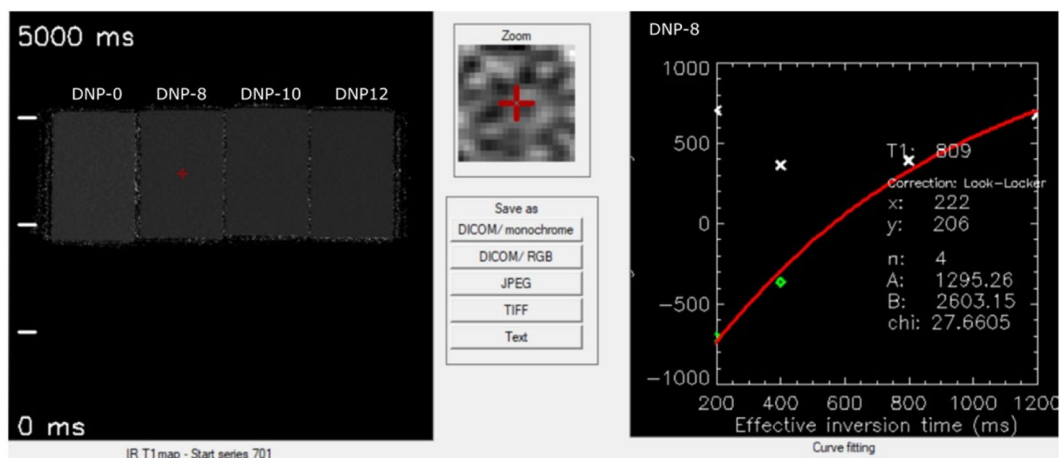 5000 ms
DNP-0
DNP-8
DNP-10
DNP12
0 ms
IR T1map - Start series 701
Zoom
Save as
DICOM/ monochrome
DICOM/ RGB
JPEG
TIFF
Text
DNP-8
1000
500
0
−500
−1000
T1: 809
Correction: Look-Locker
x: 222
y: 206
n: 4
A: 1295.26
B: 2603.15
chi: 27.6605
200 400 600 800 1000 1200
Effective inversion time (ms)
Curve fitting